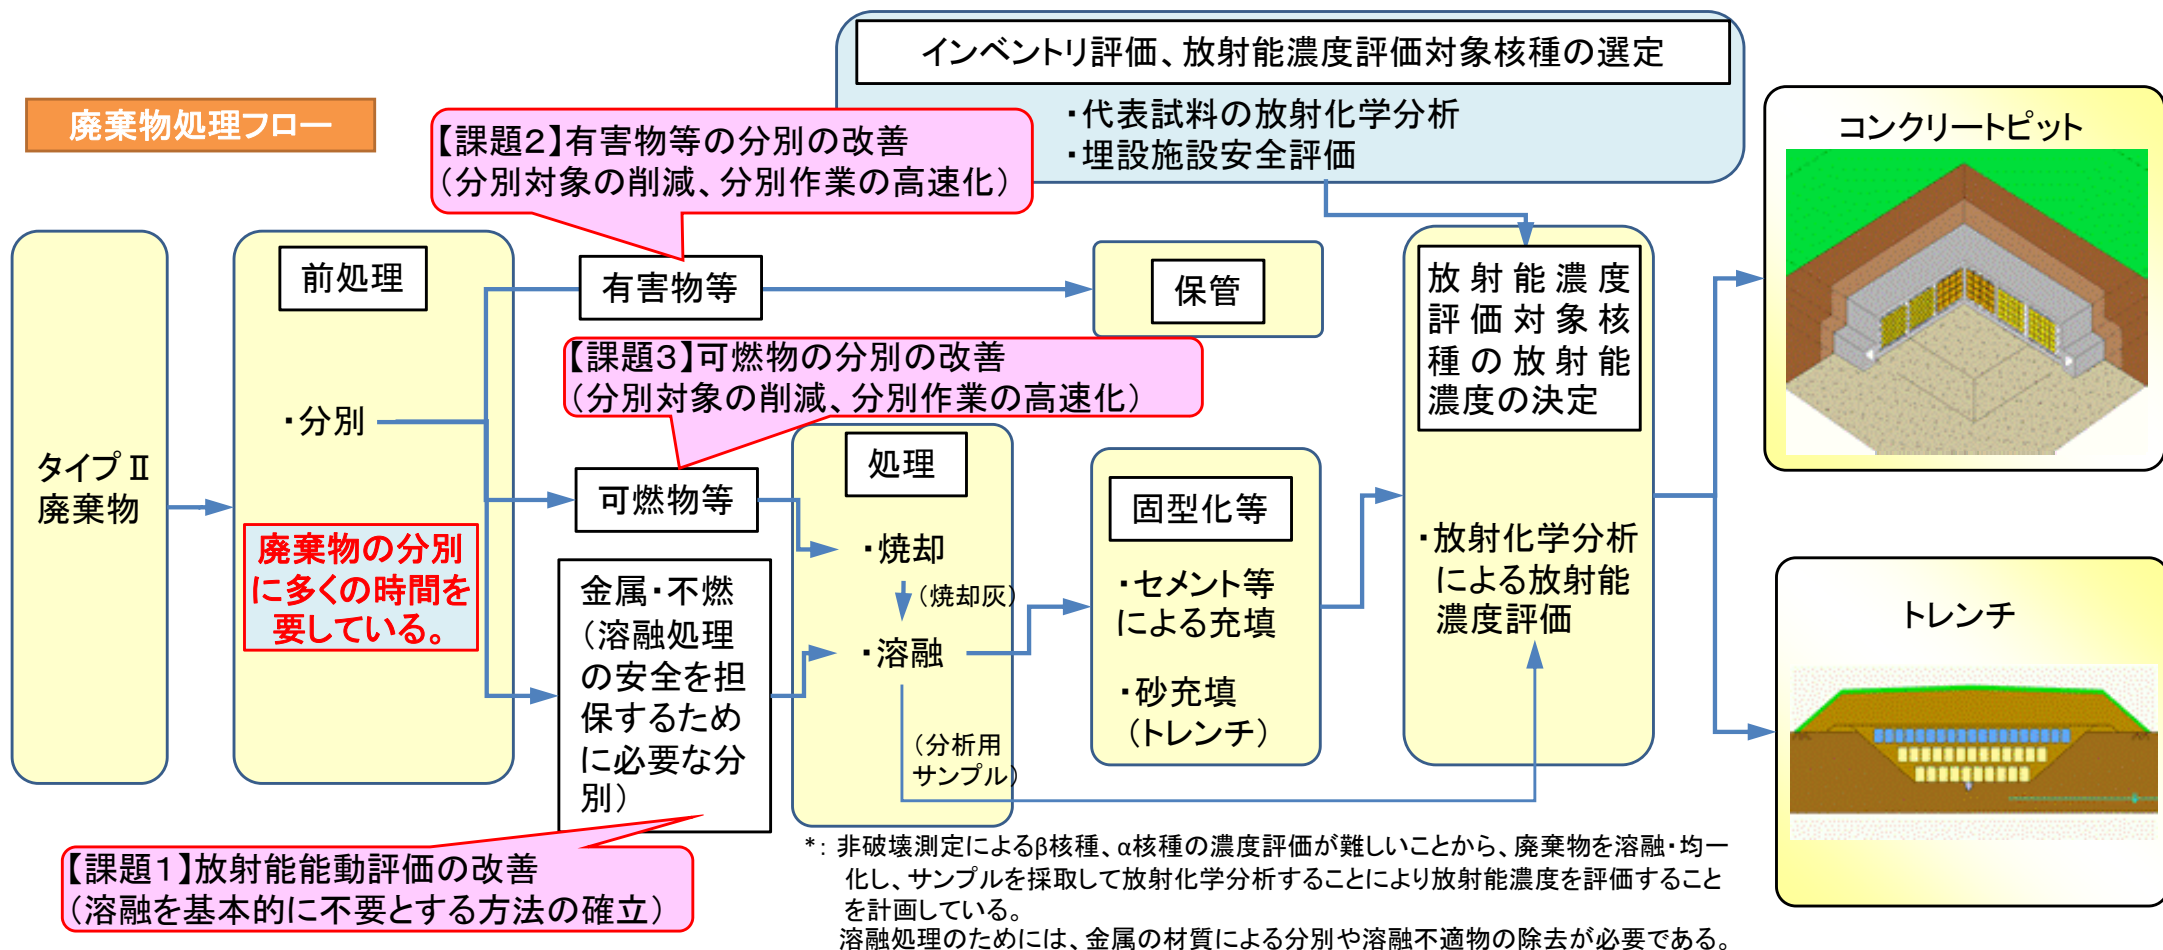 廃棄物処理フロー
インベントリ評価、放射能濃度評価対象核種の選定
・代表試料の放射化学分析
・埋設施設安全評価
【課題2】有害物等の分別の改善
（分別対象の削減、分別作業の高速化）
タイプⅡ
廃棄物
前処理
・分別
廃棄物の分別
に多くの時間を
要している。
有害物等
保管
【課題3】可燃物の分別の改善
（分別対象の削減、分別作業の高速化）
可燃物等
金属・不燃
（溶融処理
の安全を担
保するため
に必要な分
別）
【課題1】放射能能動評価の改善
（溶融を基本的に不要とする方法の確立）
処理
・焼却
（焼却灰）
・溶融
（分析用
サンプル）
固型化等
・セメント等
による充填
・砂充填
（トレンチ）
放射能濃度
評価対象核
種の放射能
濃度の決定
・放射化学分析
による放射能
濃度評価
コンクリートピット
トレンチ
*：非破壊測定によるβ核種、α核種の濃度評価が難しいことから、廃棄物を溶融・均一
化し、サンプルを採取して放射化学分析することにより放射能濃度を評価すること
を計画している。
溶融処理のためには、金属の材質による分別や溶融不適物の除去が必要である。